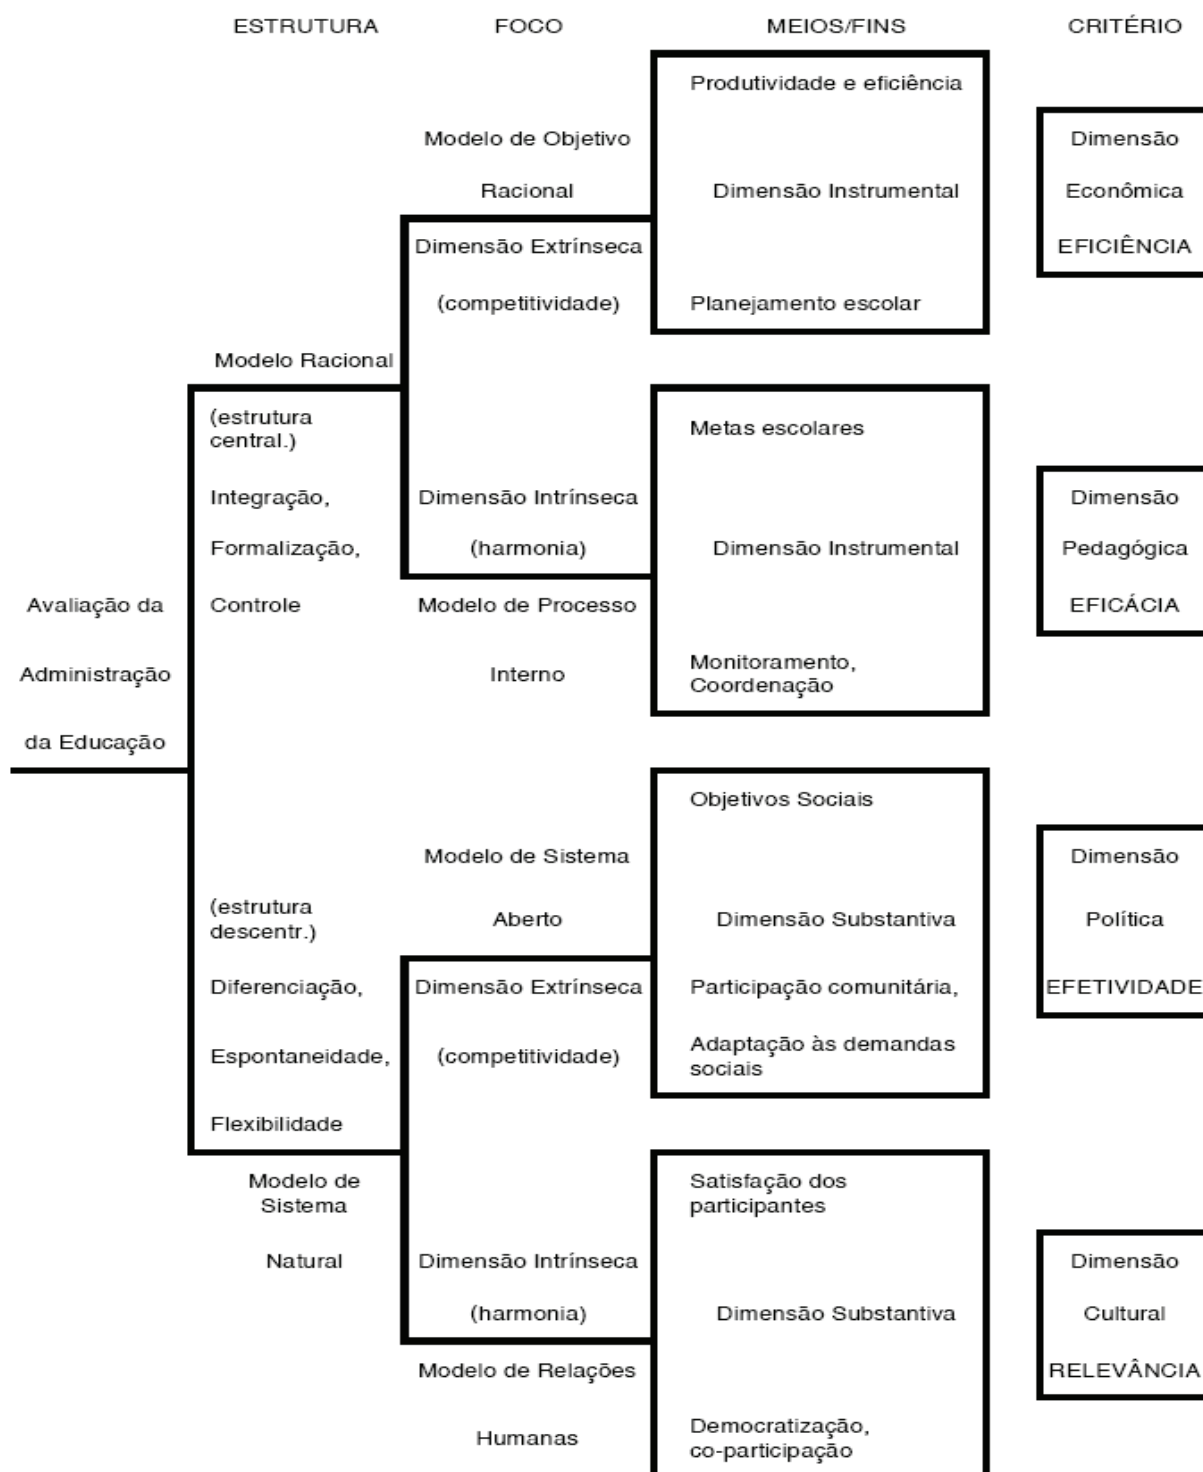 ESTRUTURA FOCO MEIOS/FINS CRITÉRIO
Produtividade e eficiência
Modelo de Objetivo Dimensão
Racional Dimensão Instrumental Econômica
Dimensão Extrínseca EFICIÊNCIA
(competitividade) Planejamento escolar
Modelo Racional
(estrutura
central.)
Metas escolares
Integração, Dimensão Intrínseca Dimensão
Formalização, (harmonia) Dimensão Instrumental Pedagógica
Avaliação da Controle Modelo de Processo EFICÁCIA
Administração Interno Monitoramento,
Coordenação
da Educação
Objetivos Sociais
Modelo de Sistema Dimensão
(estrutura
descentr.) Aberto Dimensão Substantiva Política
Diferenciação, Dimensão Extrínseca Participação comunitária, EFETIVIDADE
Espontaneidade, (competitividade) Adaptação às demandas
sociais
Flexibilidade
Modelo de Satisfação dos
Sistema participantes
Natural Dimensão Intrínseca Dimensão
(harmonia) Dimensão Substantiva Cultural
Modelo de Relações RELEVÂNCIA
Humanas Democratização,
co-participação